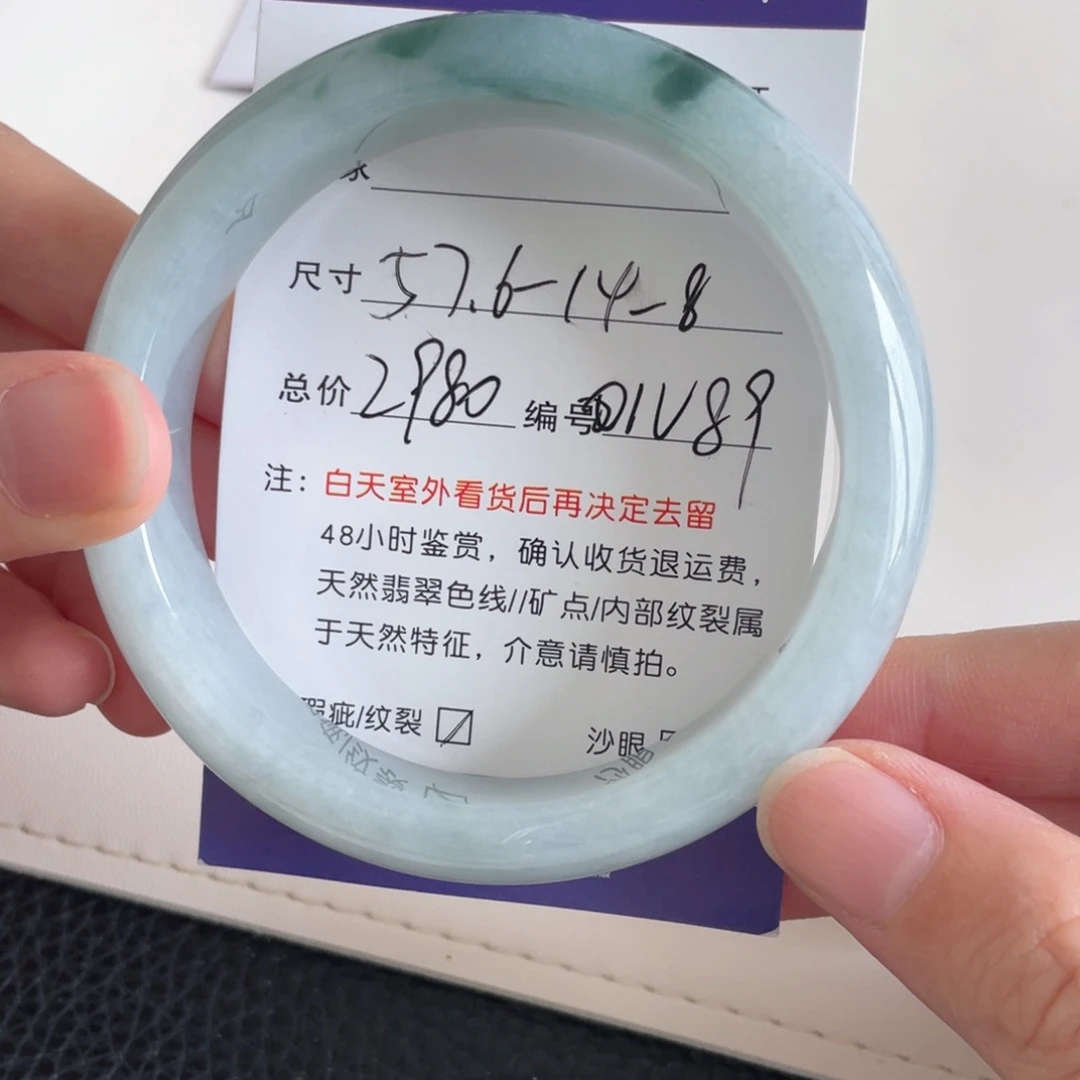 尺寸 57.6-14-8
总价 2980 编号 01V89
注：白天室外看货后再决定去留
48小时鉴赏，确认收货退运费，
天然翡翠色线//矿点/内部纹裂属
于天然特征，介意请慎拍。
瑕疵/纹裂 沙眼